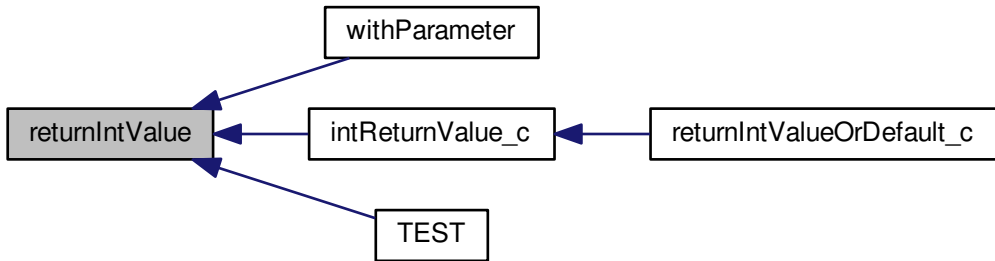 withParameter
returnIntValue
intReturnValue_c
returnIntValueOrDefault_c
TEST